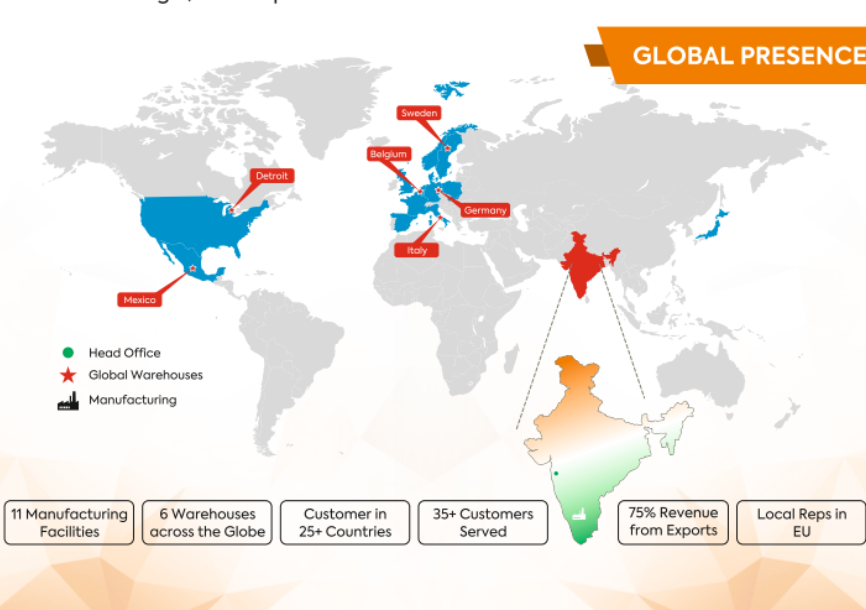 GLOBAL PRESENCE
Sweden
Belgium
Detroit
Germany
Italy
Mexico
Head Office
Global Warehouses
Manufacturing
11 Manufacturing
Facilities
6 Warehouses
across the Globe
Customer in
25+ Countries
35+ Customers
Served
75% Revenue
from Exports
Local Reps in
EU